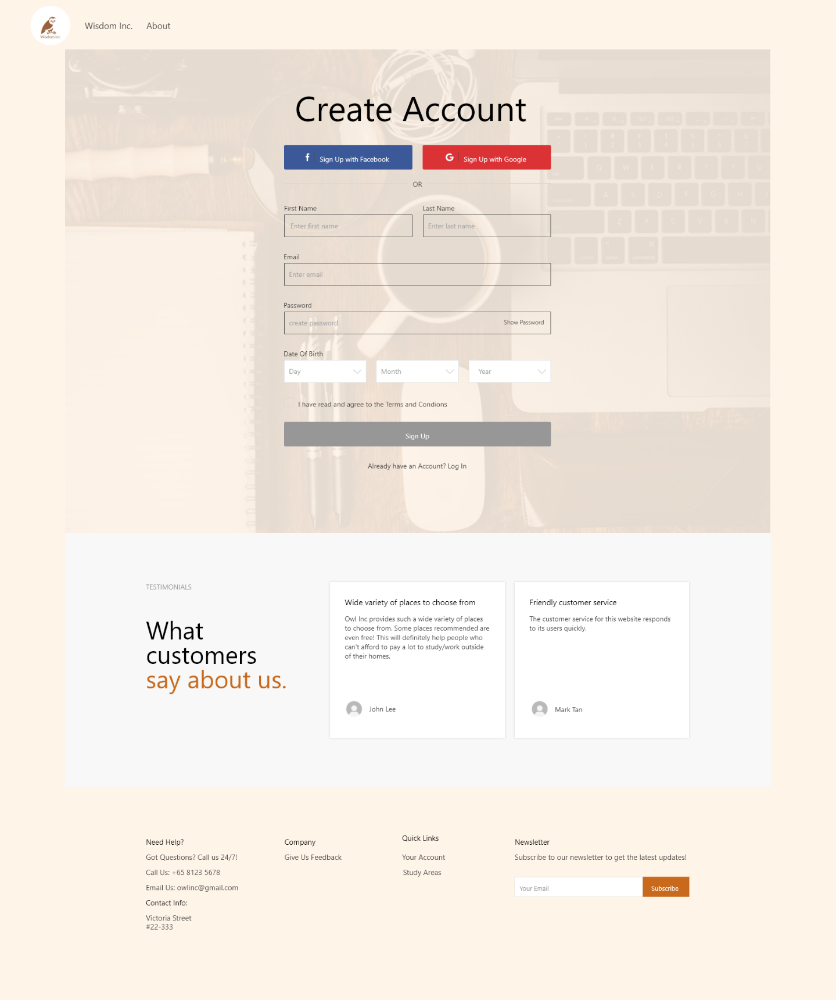 Wisdom Inc
Wisdom Inc.
About
Create Account
f Sign Up with Facebook
G Sign Up with Google
OR
First Name
Last Name
Enter first name
Enter last name
Email
Enter email
Password
create password
Show Password
Date Of Birth
Day
Month
Year
I have read and agree to the Terms and Condions
Sign Up
Already have an Account? Log In
TESTIMONIALS
What
customers
say about us.
Wide variety of places to choose from
Owl Inc provides such a wide variety of places
to choose from. Some places recommended are
even free! This will definitely help people who
can't afford to pay a lot to study/work outside
of their homes.
John Lee
Friendly customer service
The customer service for this website responds
to its users quickly.
Mark Tan
Need Help?
Got Questions? Call us 24/7!
Call Us: +65 8123 5678
Email Us: owlinc@gmail.com
Contact Info:
Victoria Street
#22-333
Company
Give Us Feedback
Quick Links
Your Account
Study Areas
Newsletter
Subscribe to our newsletter to get the latest updates!
Your Email
Subscribe